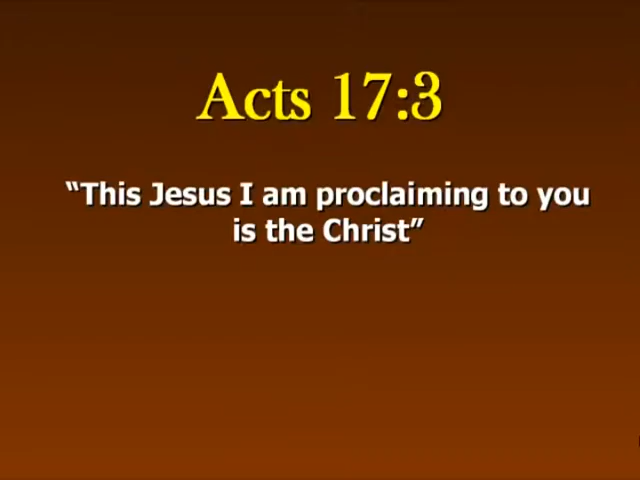 Acts 17:3
“This Jesus I am proclaiming to you
is the Christ”